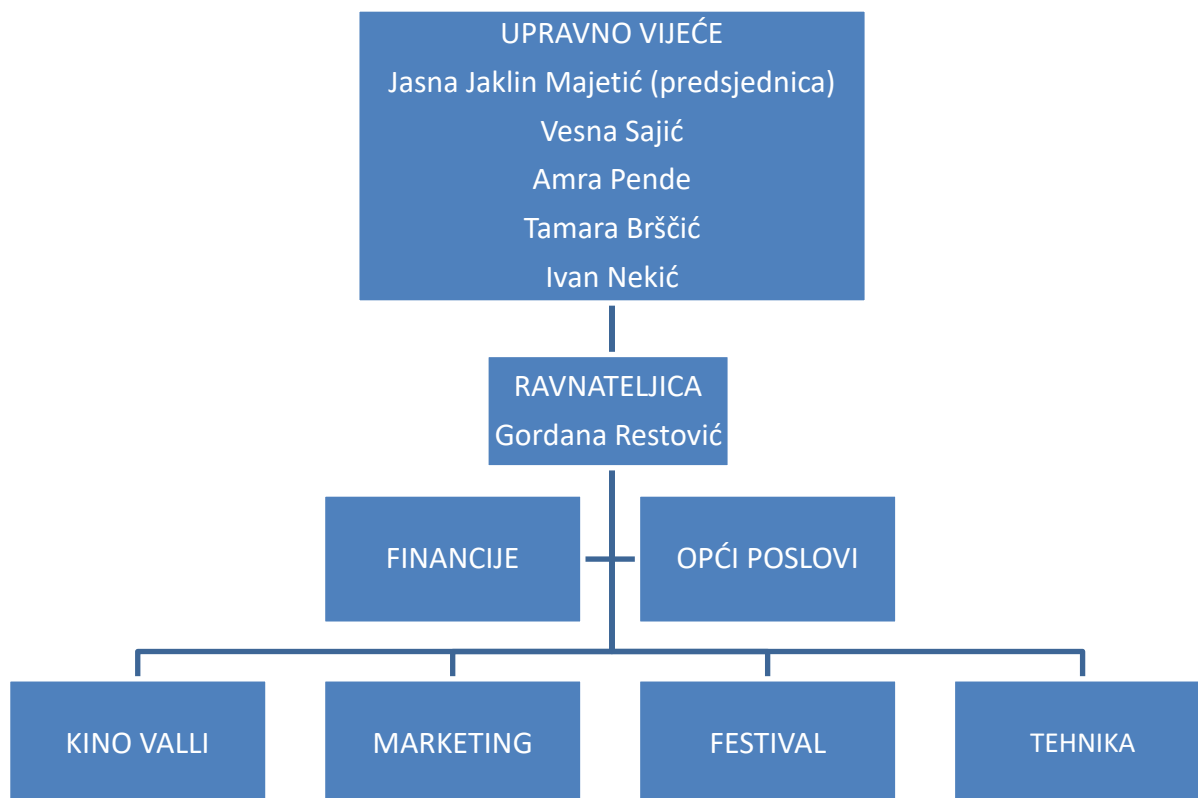 UPRAVNO VIJEĆE
Jasna Jaklin Majetić (predsjednica)
Vesna Sajić
Amra Pende
Tamara Brščić
Ivan Nekić
RAVNATELJICA
Gordana Restović
FINANCIJE
OPĆI POSLOVI
KINO VALLI
MARKETING
FESTIVAL
TEHNIKA